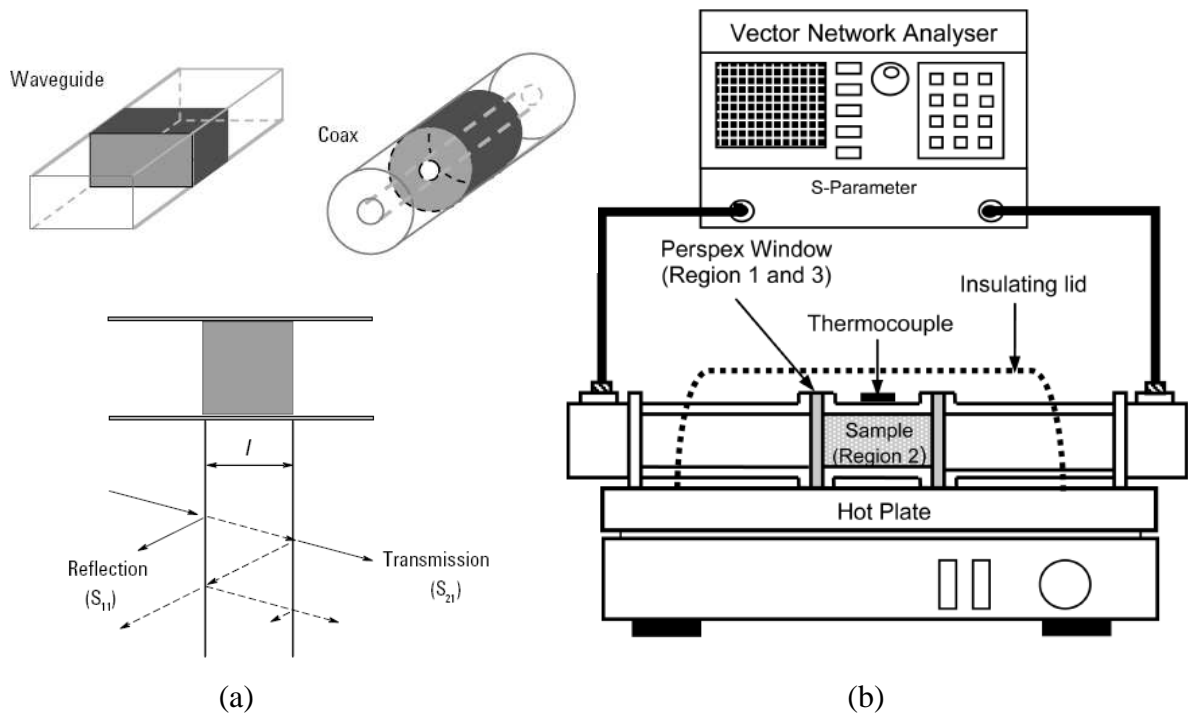 Waveguide
Coax
l
Reflection
(S11)
Transmission
(S21)
(a)
Vector Network Analyser
S-Parameter
Perspex Window
(Region 1 and 3)
Insulating lid
Thermocouple
Sample
(Region 2)
Hot Plate
(b)